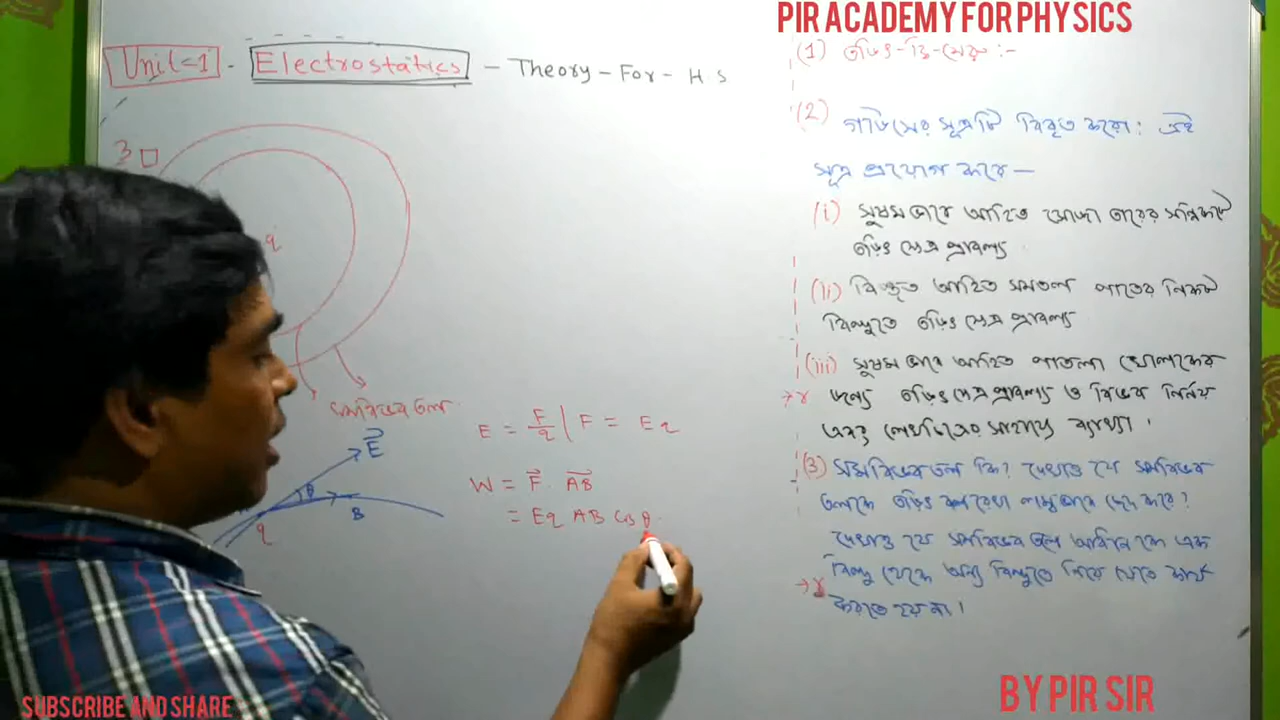 PIR ACADEMY FOR PHYSICS
Unit=1 - Electrostatics - Theory - For - H.S
3
q
সমবিভব তল
E
θ
B
q
E = F/q | F = Eq
W = F⃗ . AB⃗
= Eq AB Cos θ
(1) তড়িৎ-দ্বি-মেরু :-
(2) গাউসের সূত্রটি বিবৃত করো : এই
সূত্র প্রয়োগ করে —
(i) সুষম ভাবে আহিত সোজা তারের সন্নিকটে
তড়িৎ ক্ষেত্র প্রাবল্য
(ii) বিস্তৃত আহিত সমতল পাতের নিকট
বিন্দুতে তড়িৎ ক্ষেত্র প্রাবল্য
(iii) সুষম ভাবে আহিত পাতলা গোলকের
জন্য তড়িৎ ক্ষেত্র প্রাবল্য ও বিভব নির্ণয়
এবং লেখচিত্রের সাহায্যে ব্যাখ্যা ।
(3) সমবিভব তল কি? দেখাও যে সমবিভব
তলকে তড়িৎ বলরেখা লম্বভাবে ছেদ করে?
দেখাও যে সমবিভব তলে আধান কে এক
বিন্দু থেকে অন্য বিন্দুতে নিয়ে যেতে কার্য
করতে হয় না ।
SUBSCRIBE AND SHARE
BY PIR SIR